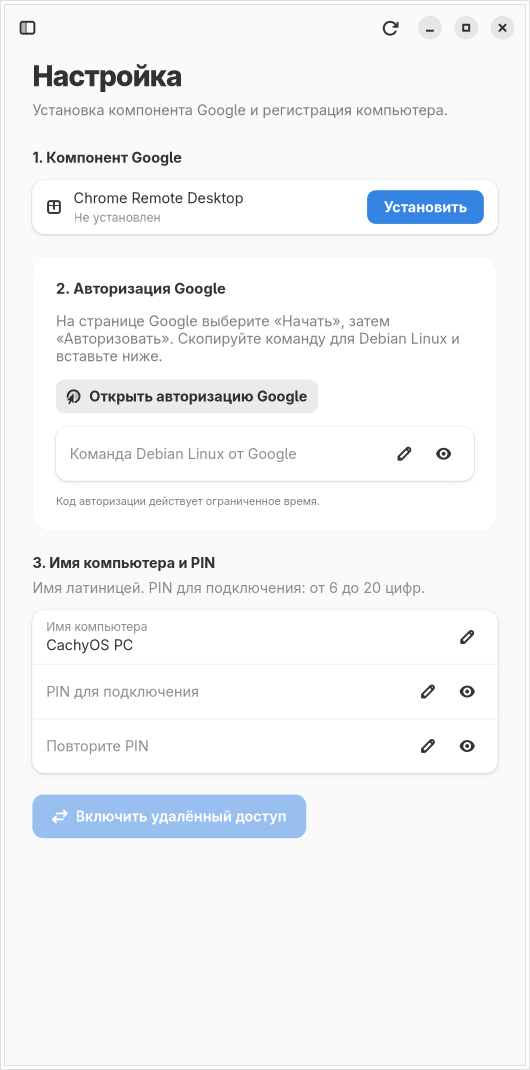 Настройка
Установка компонента Google и регистрация компьютера.
1. Компонент Google
Chrome Remote Desktop
Не установлен
Установить
2. Авторизация Google
На странице Google выберите «Начать», затем
«Авторизовать». Скопируйте команду для Debian Linux и
вставьте ниже.
Открыть авторизацию Google
Команда Debian Linux от Google
Код авторизации действует ограниченное время.
3. Имя компьютера и PIN
Имя латиницей. PIN для подключения: от 6 до 20 цифр.
Имя компьютера
CachyOS PC
PIN для подключения
Повторите PIN
Включить удалённый доступ